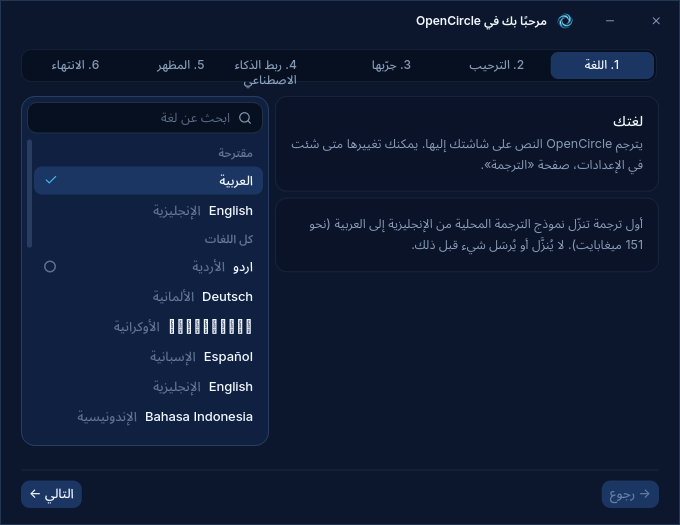 مرحبًا بك في OpenCircle
1. اللغة
2. الترحيب
3. جرّبها
4. ربط الذكاء الاصطناعي
5. المظهر
6. الانتهاء
لغتك
يترجم OpenCircle النص على شاشتك إليها. يمكنك تغييرها متى شئت
في الإعدادات، صفحة «الترجمة».
أول ترجمة تنزّل نموذج الترجمة المحلية من الإنجليزية إلى العربية (نحو
151 ميغابايت). لا يُنزَّل أو يُرسَل شيء قبل ذلك.
ابحث عن لغة
مقترحة
العربية
English الإنجليزية
كل اللغات
اردو الأردية
Deutsch الألمانية
الأوكرانية
Español الإسبانية
English الإنجليزية
Bahasa Indonesia الإندونيسية
رجوع →
التالي ←